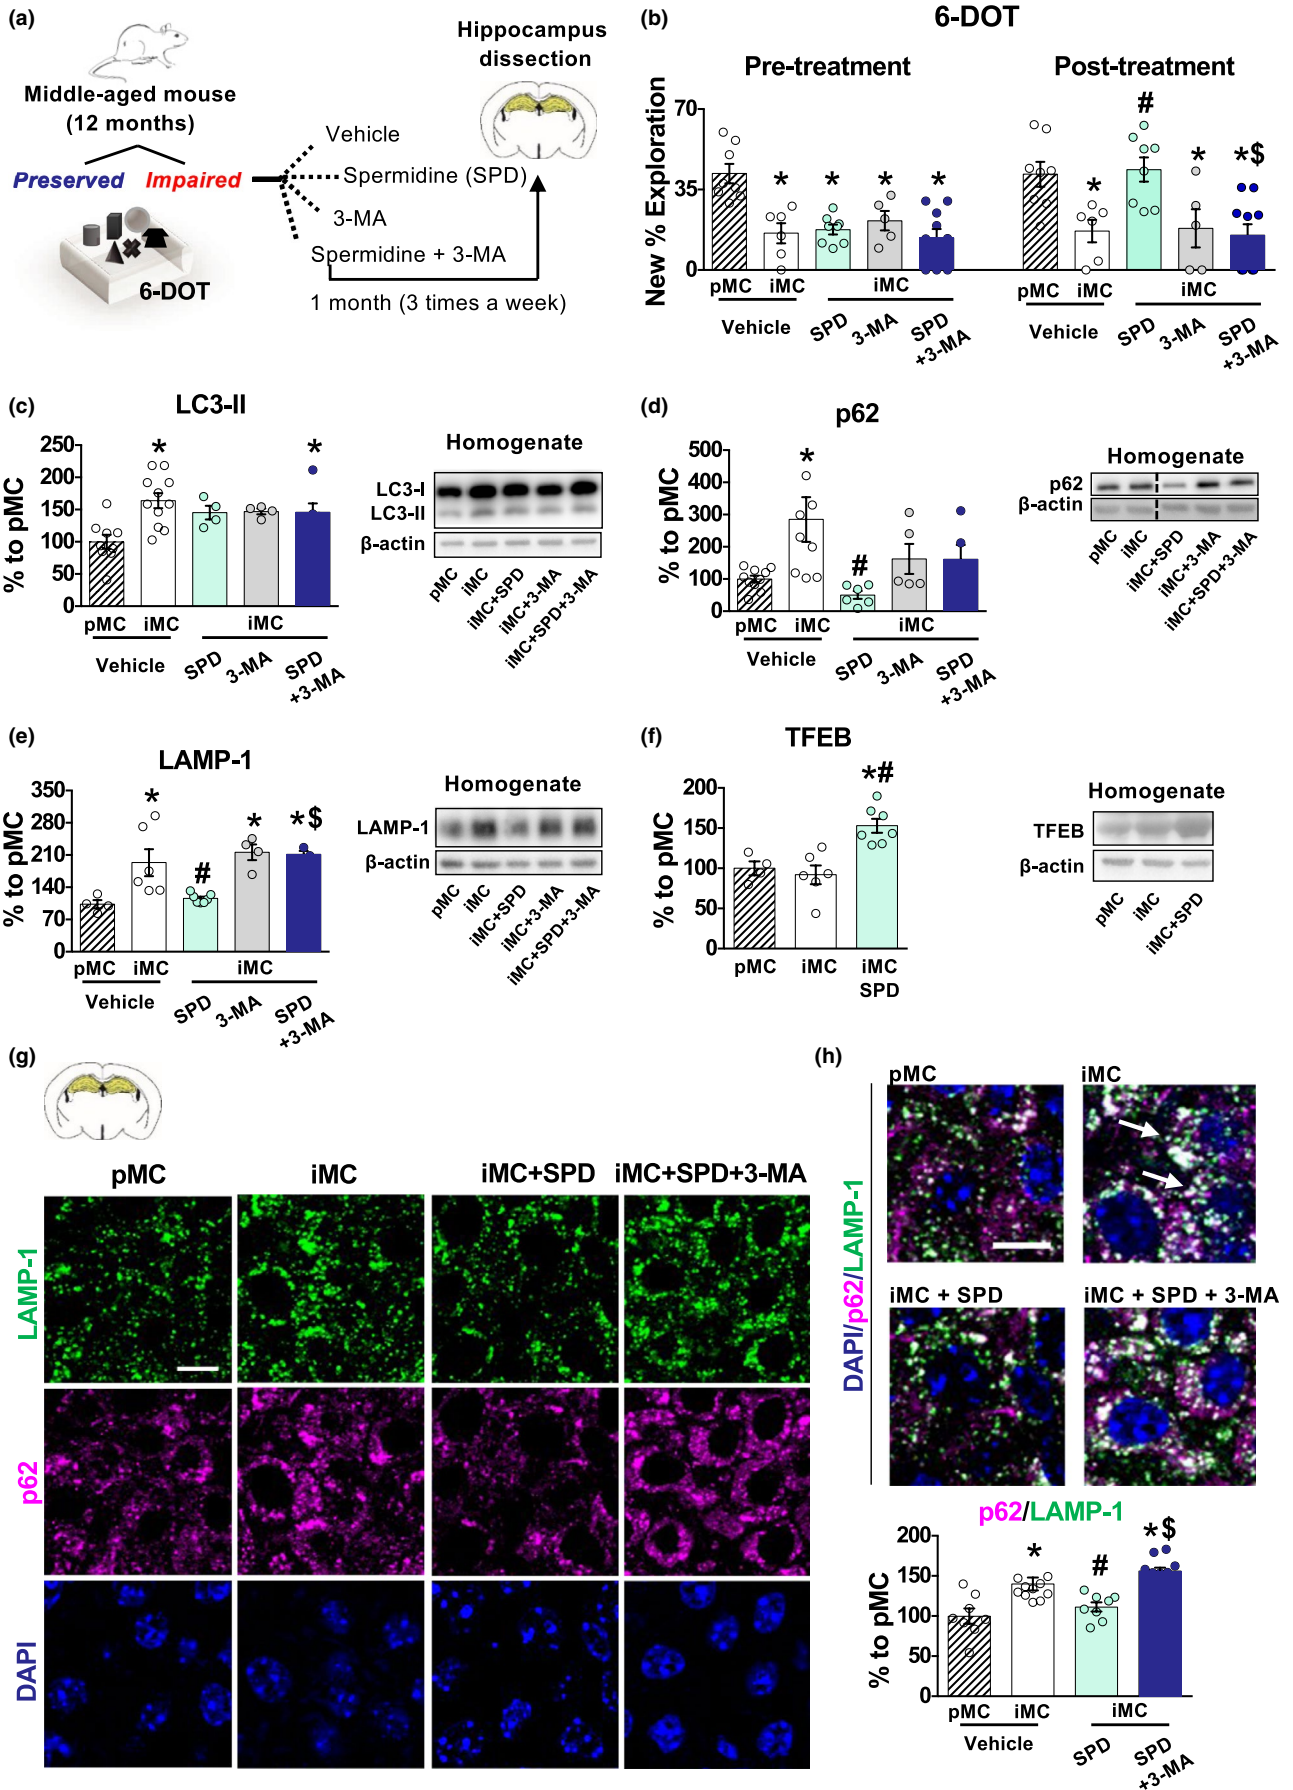 (a)
Hippocampus
dissection
Middle-aged mouse
(12 months)
Preserved Impaired
Vehicle
Spermidine (SPD)
3-MA
Spermidine + 3-MA
6-DOT
1 month (3 times a week)
(b)
6-DOT
Pre-treatment
Post-treatment
New % Exploration
70
35
0
* * * *
* # * *$
pMC iMC iMC
Vehicle SPD 3-MA SPD
+3-MA
pMC iMC iMC
Vehicle SPD 3-MA SPD
+3-MA
(c)
LC3-II
% to pMC
250
200
150
100
50
0
* *
pMC iMC iMC
Vehicle SPD 3-MA SPD
+3-MA
Homogenate
LC3-I
LC3-II
β-actin
pMC iMC iMC+SPD iMC+3-MA iMC+SPD+3-MA
(d)
p62
% to pMC
500
400
300
200
100
0
* #
pMC iMC iMC
Vehicle SPD 3-MA SPD
+3-MA
Homogenate
p62
β-actin
pMC iMC iMC+SPD iMC+3-MA iMC+SPD+3-MA
(e)
LAMP-1
% to pMC
350
280
210
140
70
0
* # * *$
pMC iMC iMC
Vehicle SPD 3-MA SPD
+3-MA
Homogenate
LAMP-1
β-actin
pMC iMC iMC+SPD iMC+3-MA iMC+SPD+3-MA
(f)
TFEB
% to pMC
200
150
100
50
0
*#
pMC iMC iMC
SPD
Homogenate
TFEB
β-actin
pMC iMC iMC+SPD
(g)
pMC iMC iMC+SPD iMC+SPD+3-MA
LAMP-1
p62
DAPI
(h)
DAPI/p62/LAMP-1
pMC iMC
iMC + SPD iMC + SPD + 3-MA
p62/LAMP-1
% to pMC
200
150
100
50
0
* # *$
pMC iMC iMC
Vehicle SPD SPD
+3-MA